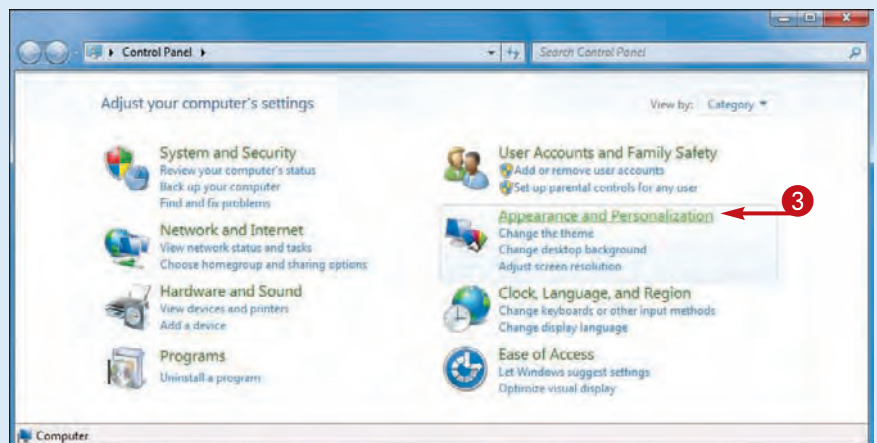 Control Panel
Search Control Panel
Adjust your computer's settings
View by: Category
System and Security
Review your computer's status
Back up your computer
Find and fix problems
Network and Internet
View network status and tasks
Choose homegroup and sharing options
Hardware and Sound
View devices and printers
Add a device
Programs
Uninstall a program
User Accounts and Family Safety
Add or remove user accounts
Set up parental controls for any user
Appearance and Personalization
3
Change the theme
Change desktop background
Adjust screen resolution
Clock, Language, and Region
Change keyboards or other input methods
Change display language
Ease of Access
Let Windows suggest settings
Optimize visual display
Computer